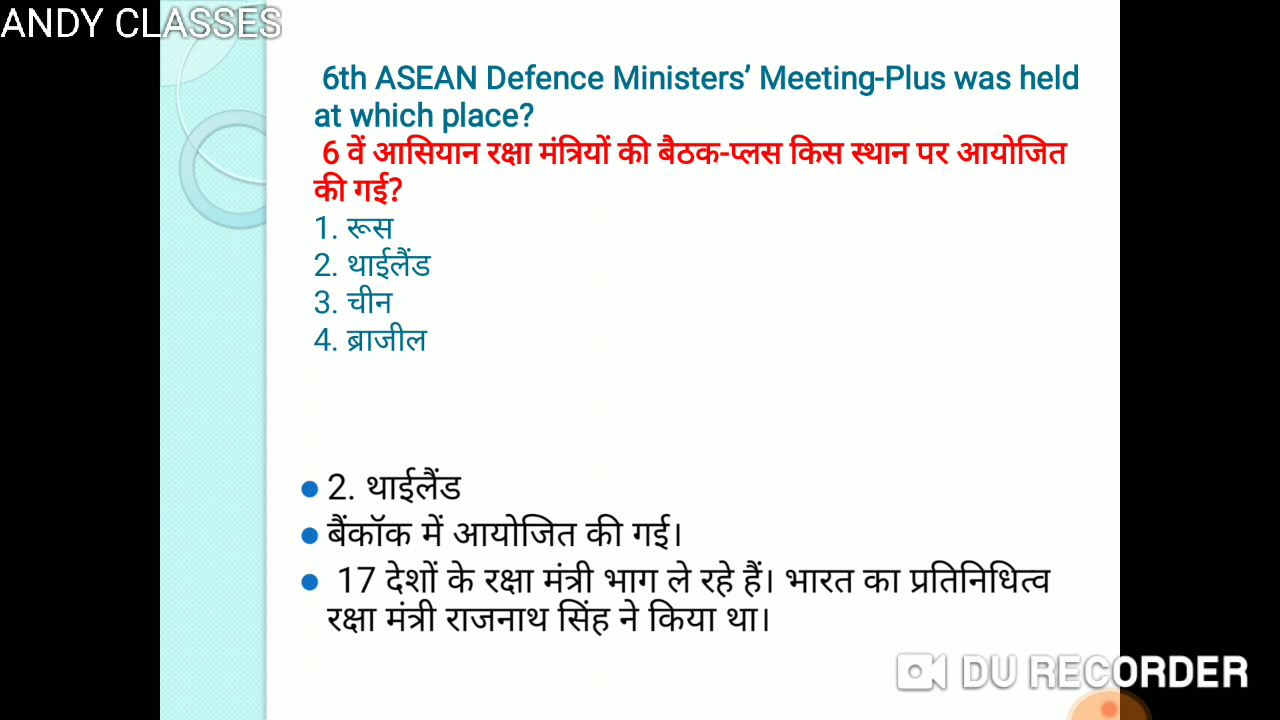 ANDY CLASSES
6th ASEAN Defence Ministers’ Meeting-Plus was held
at which place?
6 वें आसियान रक्षा मंत्रियों की बैठक-प्लस किस स्थान पर आयोजित
की गई?
1. रूस
2. थाईलैंड
3. चीन
4. ब्राजील
2. थाईलैंड
बैंकॉक में आयोजित की गई।
17 देशों के रक्षा मंत्री भाग ले रहे हैं। भारत का प्रतिनिधित्व
रक्षा मंत्री राजनाथ सिंह ने किया था।
DU RECORDER